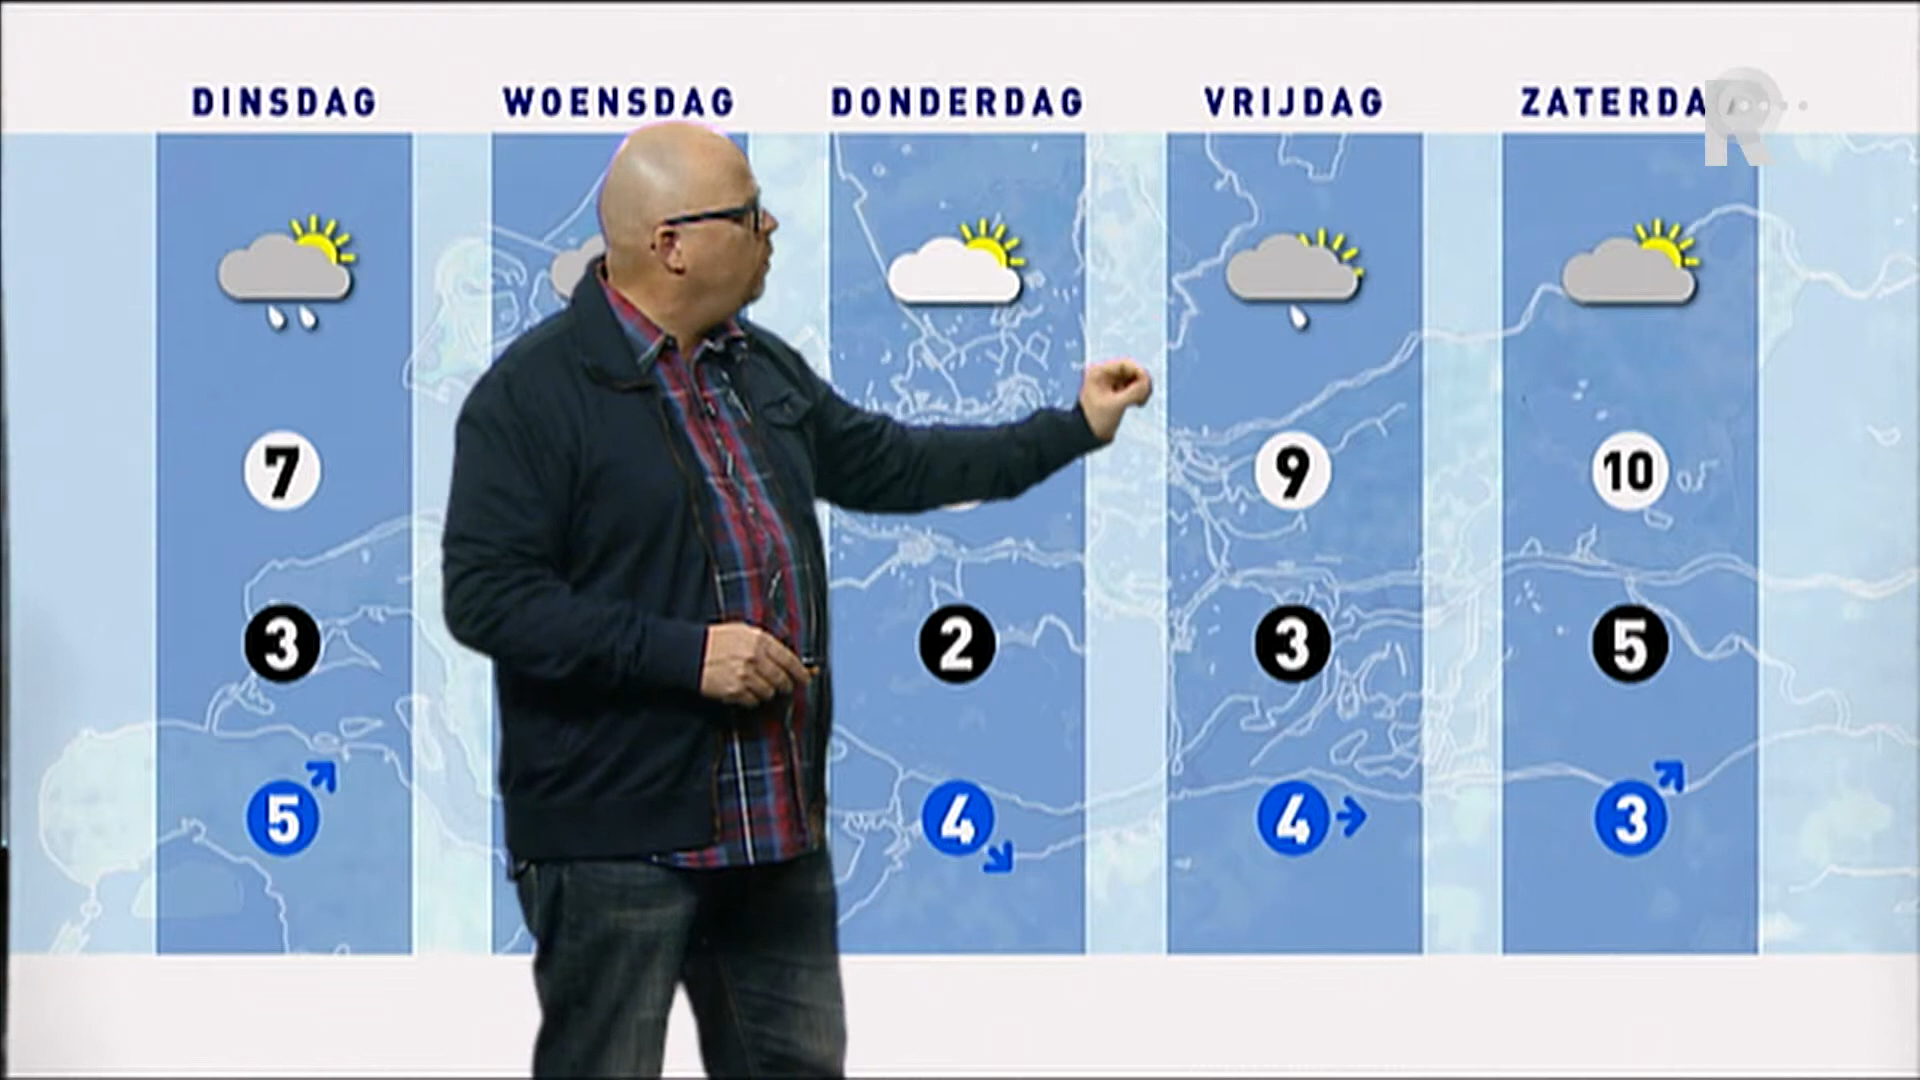 DINSDAG WOENSDAG DONDERDAG VRIJDAG ZATERDA
R
7 9 10
3 2 3 5
5 4 4 3